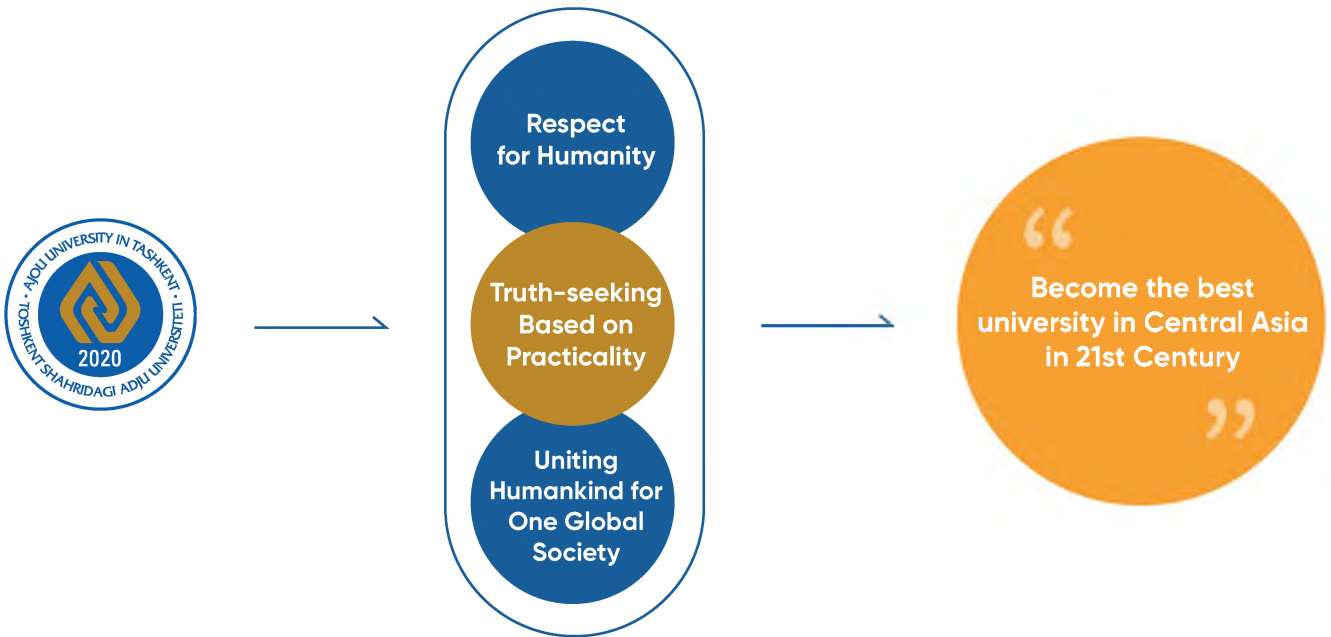 · AJOU UNIVERSITY IN TASHKENT ·
TOSHKENT SHAHRIDAGI ADJU UNIVERSITETI
2020
Respect
for Humanity
Truth-seeking
Based on
Practicality
Uniting
Humankind for
One Global
Society
“
Become the best
university in Central Asia
in 21st Century
”